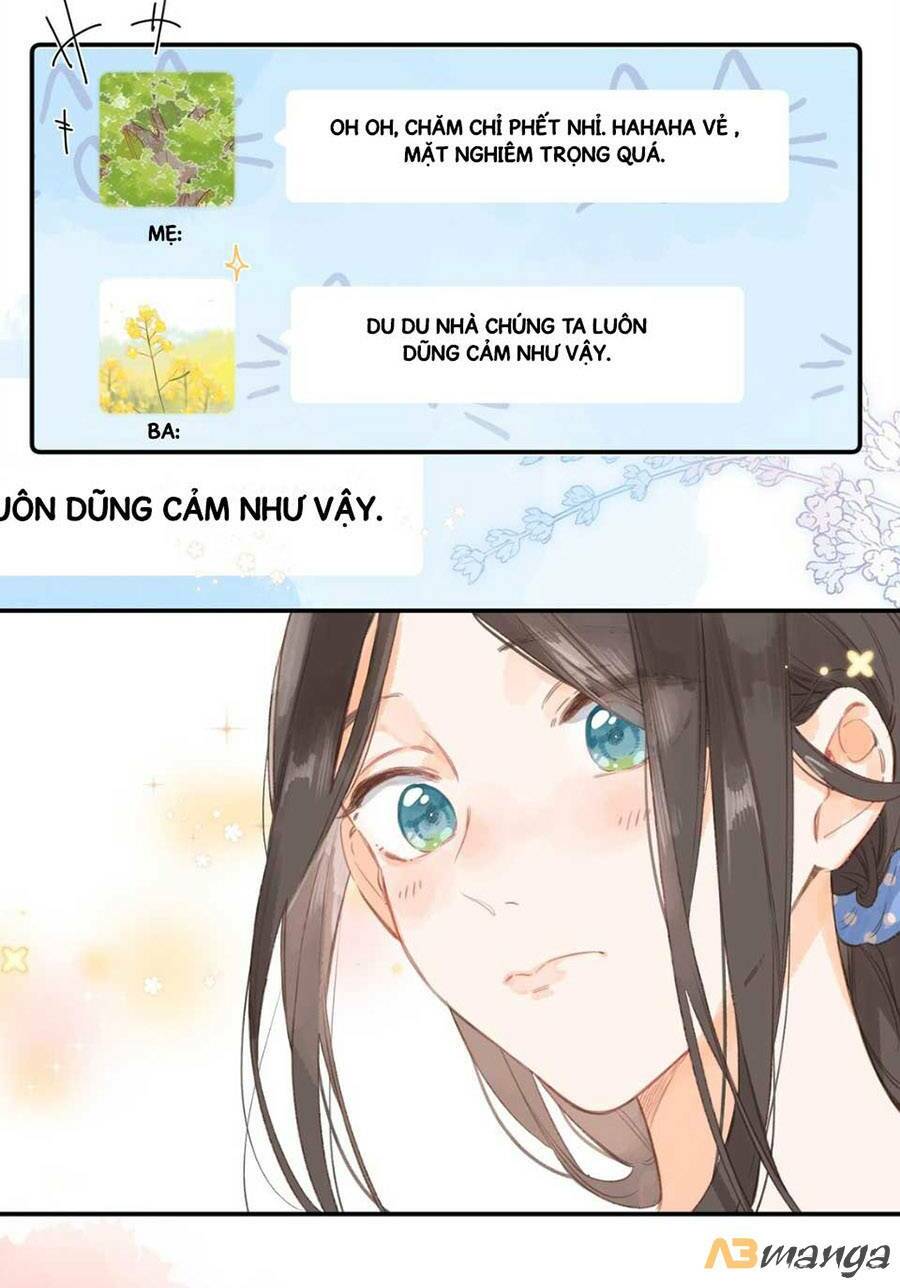 OH OH, CHĂM CHỈ PHẾT NHỈ. HAHAHA VẺ ,
MẶT NGHIÊM TRỌNG QUÁ.
MẸ:
DU DU NHÀ CHÚNG TA LUÔN
DŨNG CẢM NHƯ VẬY.
BA:
UÔN DŨNG CẢM NHƯ VẬY.
A3manga